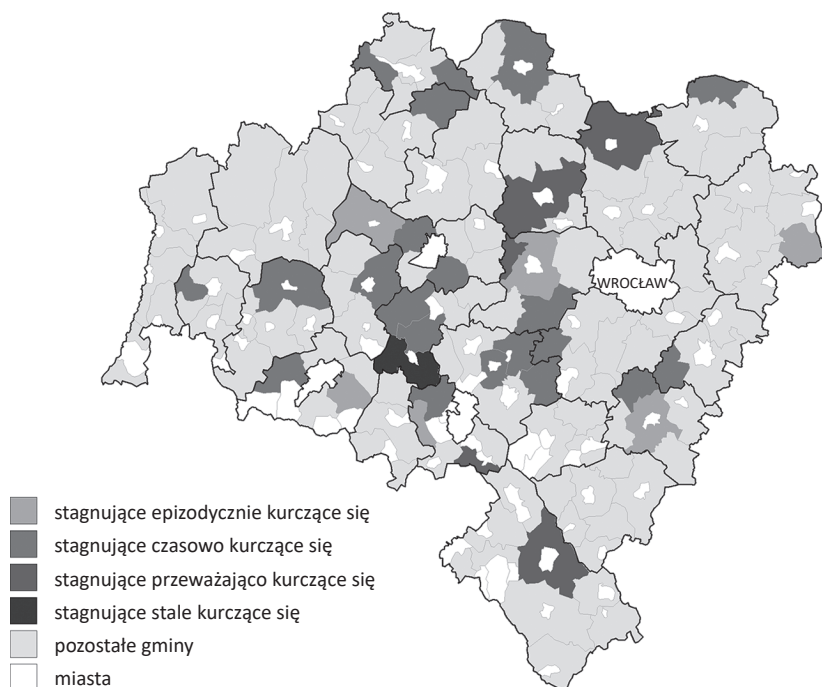 WROCŁAW
stagnujące epizodycznie kurczące się
stagnujące czasowo kurczące się
stagnujące przeważająco kurczące się
stagnujące stale kurczące się
pozostałe gminy
miasta